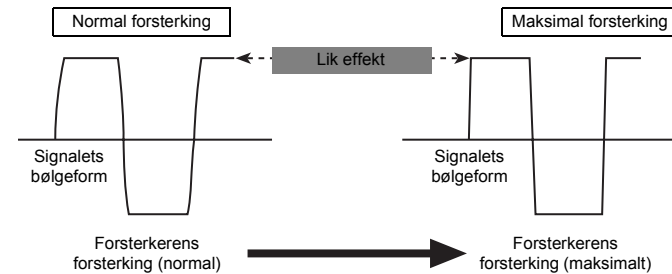 Normal forsterking
Maksimal forsterking
Lik effekt
Signalets
bølgeform
Signalets
bølgeform
Forsterkerens
forsterking (normal)
Forsterkerens
forsterking (maksimalt)